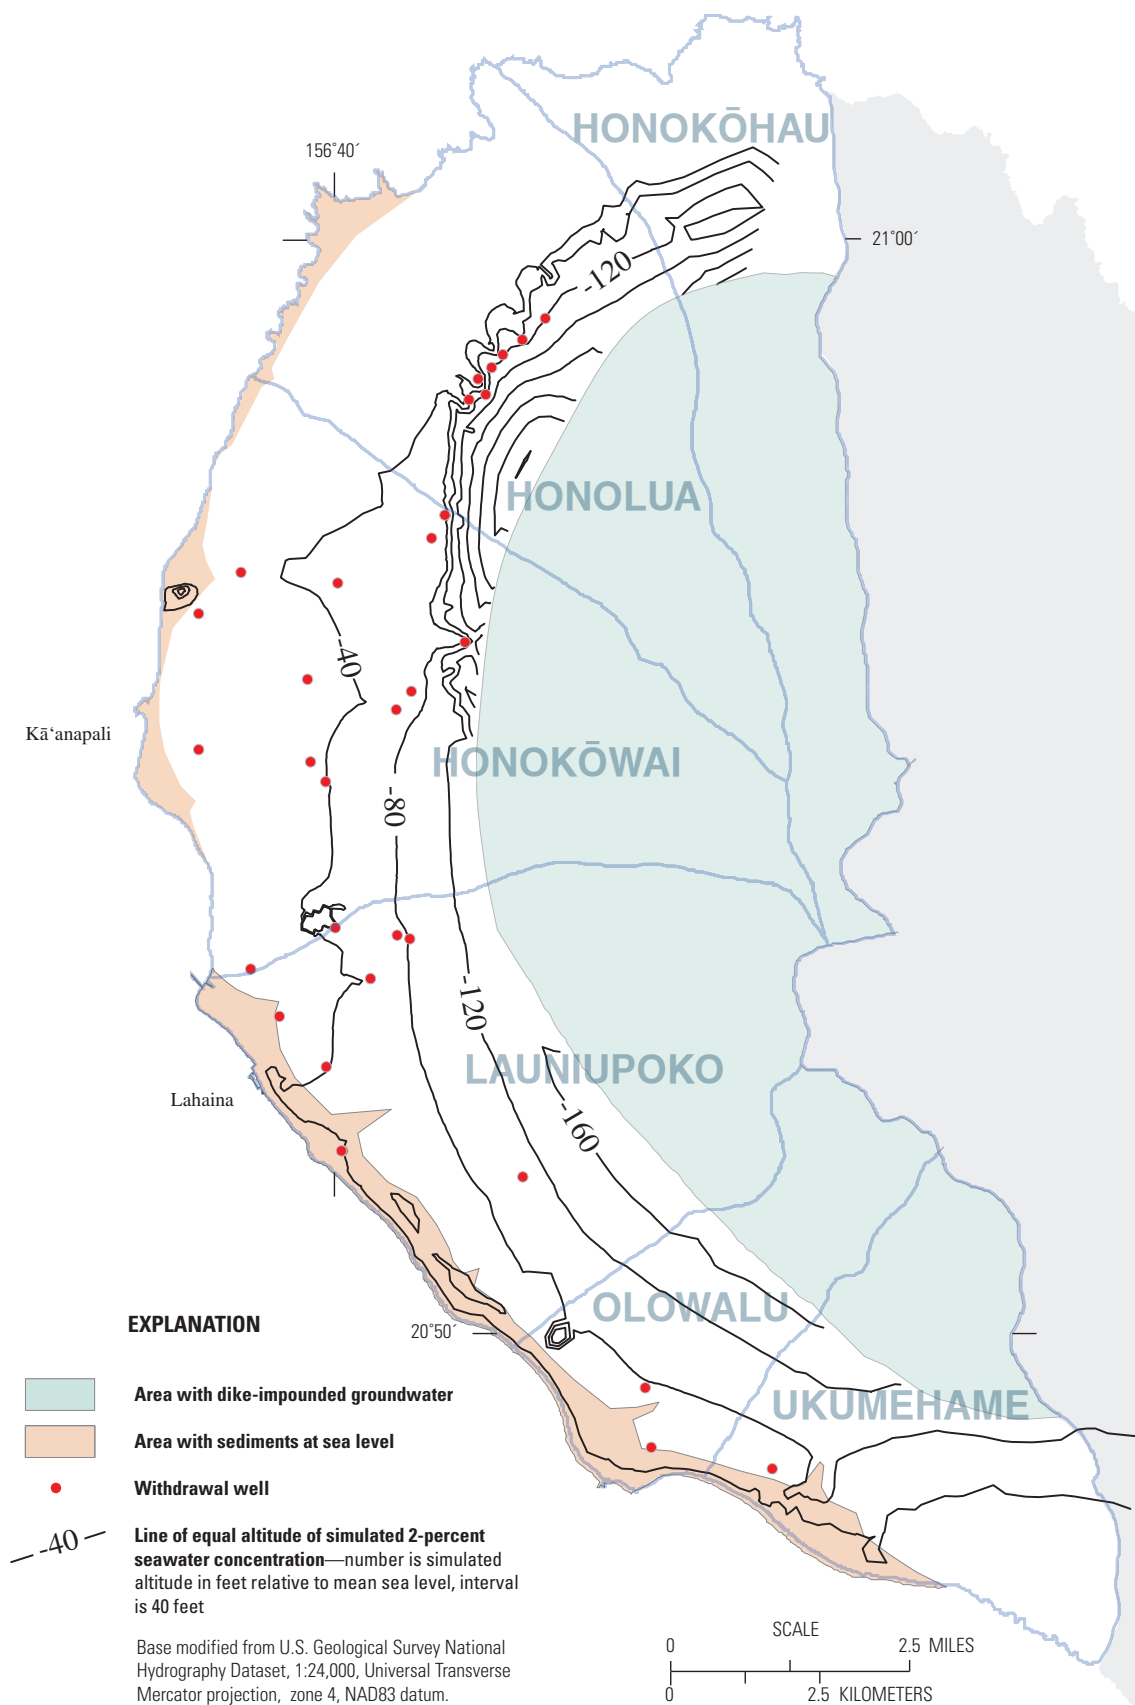 HONOKŌHAU
156˚40´
21˚00´
-120
HONOLUA
-40
Kā‘anapali
HONOKŌWAI
-80
-120
LAUNIUPOKO
Lahaina
-160
OLOWALU
EXPLANATION
20˚50´
Area with dike-impounded groundwater
UKUMEHAME
Area with sediments at sea level
Withdrawal well
-40
Line of equal altitude of simulated 2-percent
seawater concentration—number is simulated
altitude in feet relative to mean sea level, interval
is 40 feet
Base modified from U.S. Geological Survey National
Hydrography Dataset, 1:24,000, Universal Transverse
Mercator projection, zone 4, NAD83 datum.
SCALE
0 2.5 MILES
0 2.5 KILOMETERS